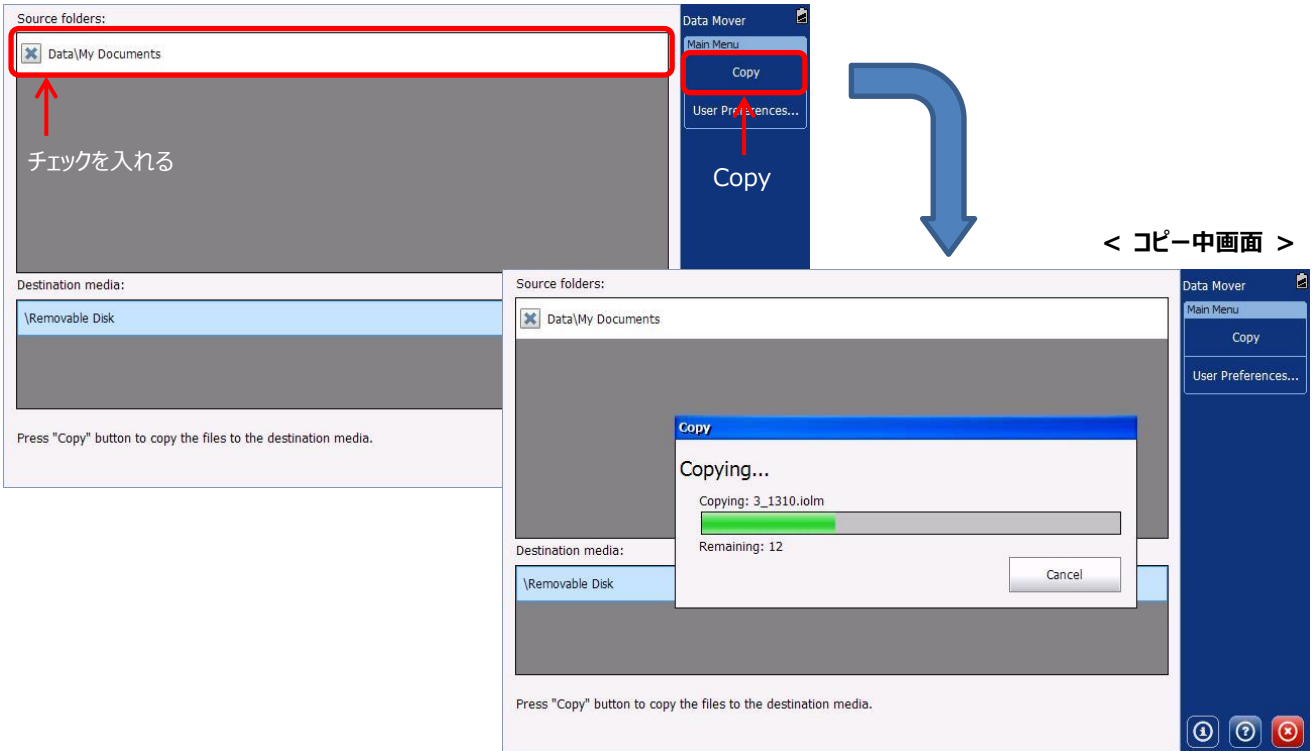 Source folders:
Data\My Documents
チェックを入れる
Destination media:
\Removable Disk
Press "Copy" button to copy the files to the destination media.
Data Mover
Main Menu
Copy
User Preferences...
Copy
< コピー中画面 >
Source folders:
Data\My Documents
Copy
Copying...
Copying: 3_1310.iolm
Remaining: 12
Cancel
Destination media:
\Removable Disk
Press "Copy" button to copy the files to the destination media.
Data Mover
Main Menu
Copy
User Preferences...